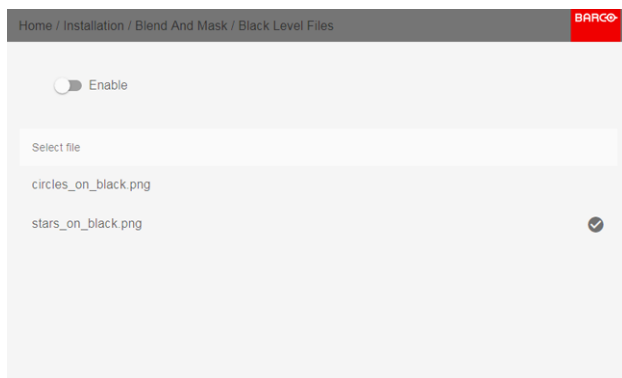 Home / Installation / Blend And Mask / Black Level Files
BARCO
Enable
Select file
circles_on_black.png
stars_on_black.png